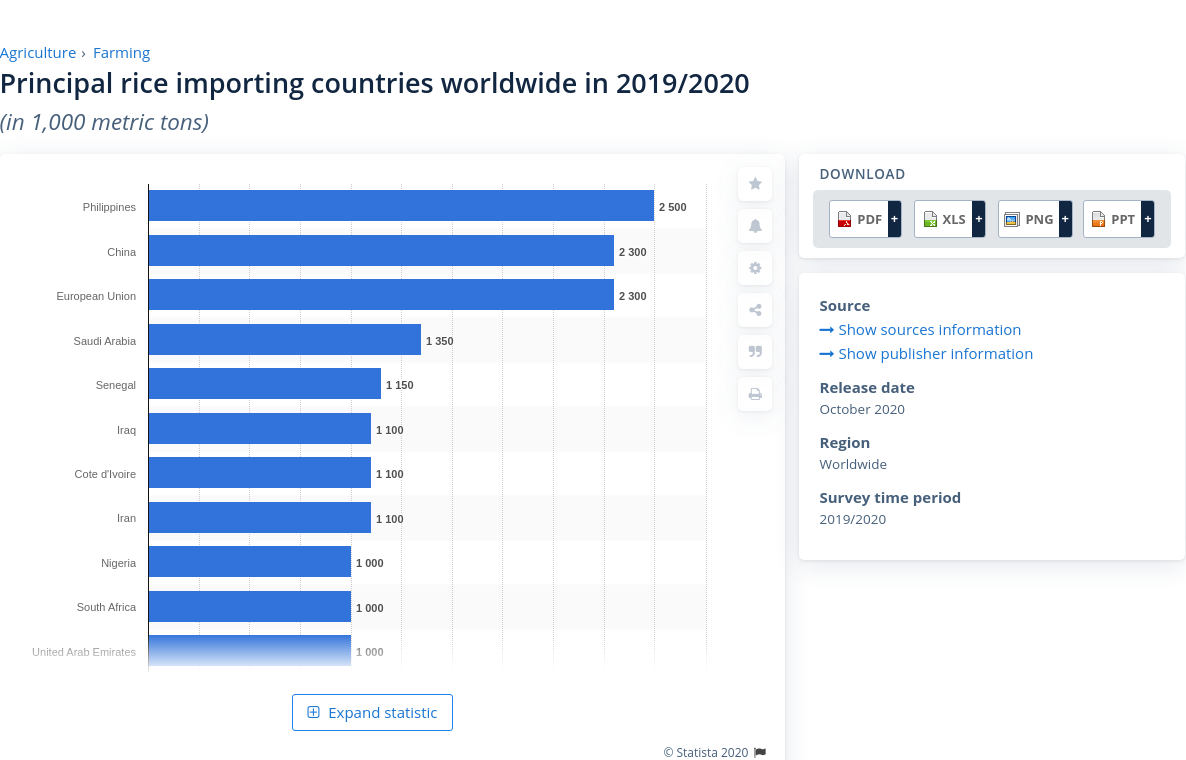 Agriculture › Farming
Principal rice importing countries worldwide in 2019/2020
(in 1,000 metric tons)
Philippines 2 500
China 2 300
European Union 2 300
Saudi Arabia 1 350
Senegal 1 150
Iraq 1 100
Cote d'Ivoire 1 100
Iran 1 100
Nigeria 1 000
South Africa 1 000
United Arab Emirates 1 000
Expand statistic
© Statista 2020
DOWNLOAD
PDF + XLS + PNG + PPT +
Source
Show sources information
Show publisher information
Release date
October 2020
Region
Worldwide
Survey time period
2019/2020